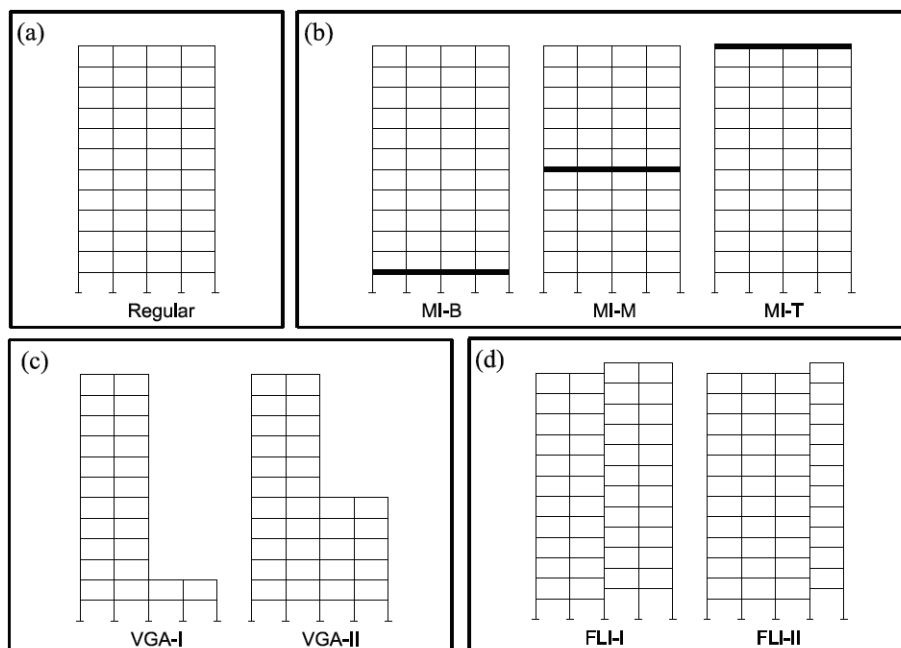 (a)
Regular
(b)
MI-B MI-M MI-T
(c)
VGA-I VGA-II
(d)
FLI-I FLI-II